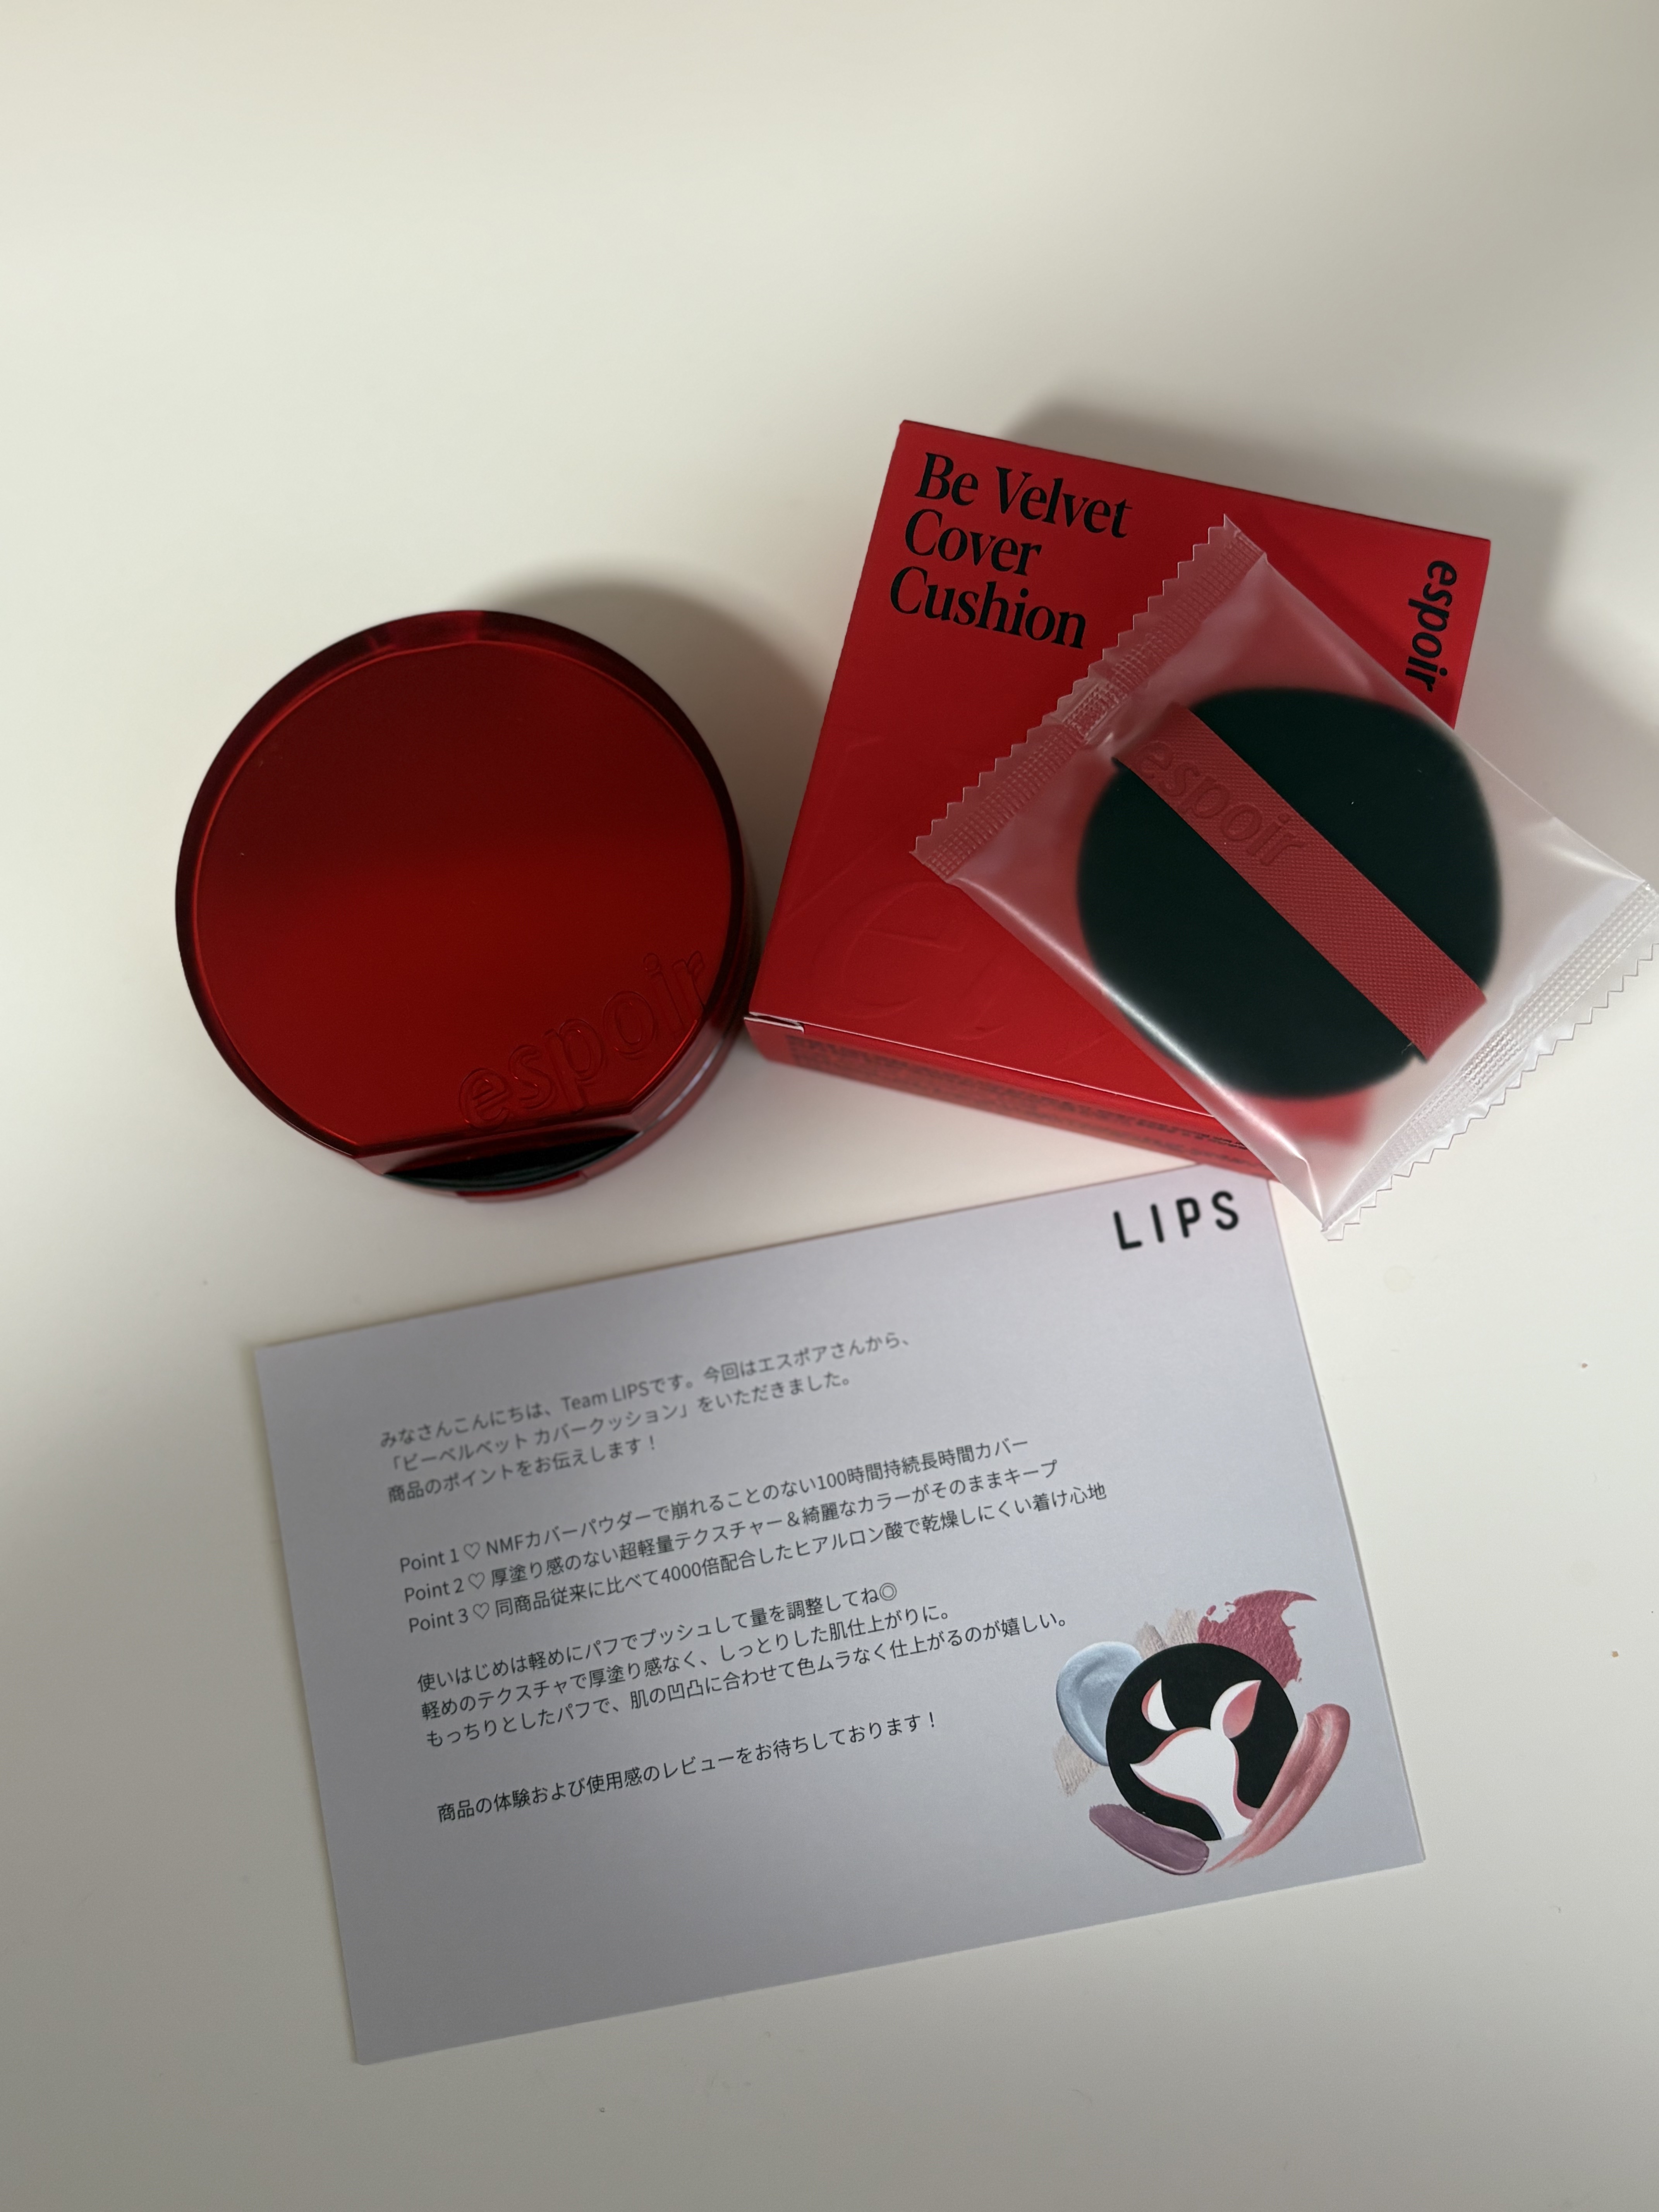 Be Velvet
Cover
Cushion
espoir
espoir
espoir
LIPS
みなさんこんにちは、Team LIPSです。今回はエスポアさんから、
「ビーベルベット カバークッション」をいただきました。
商品のポイントをお伝えします！
Point 1 ♡ NMFカバーパウダーで崩れることのない100時間持続長時間カバー
Point 2 ♡ 厚塗り感のない超軽量テクスチャー＆綺麗なカラーがそのままキープ
Point 3 ♡ 同商品従来に比べて4000倍配合したヒアルロン酸で乾燥しにくい着け心地
使いはじめは軽めにパフでプッシュして量を調整してね◎
軽めのテクスチャで厚塗り感なく、しっとりした肌仕上がりに。
もっちりとしたパフで、肌の凹凸に合わせて色ムラなく仕上がるのが嬉しい。
商品の体験および使用感のレビューをお待ちしております！